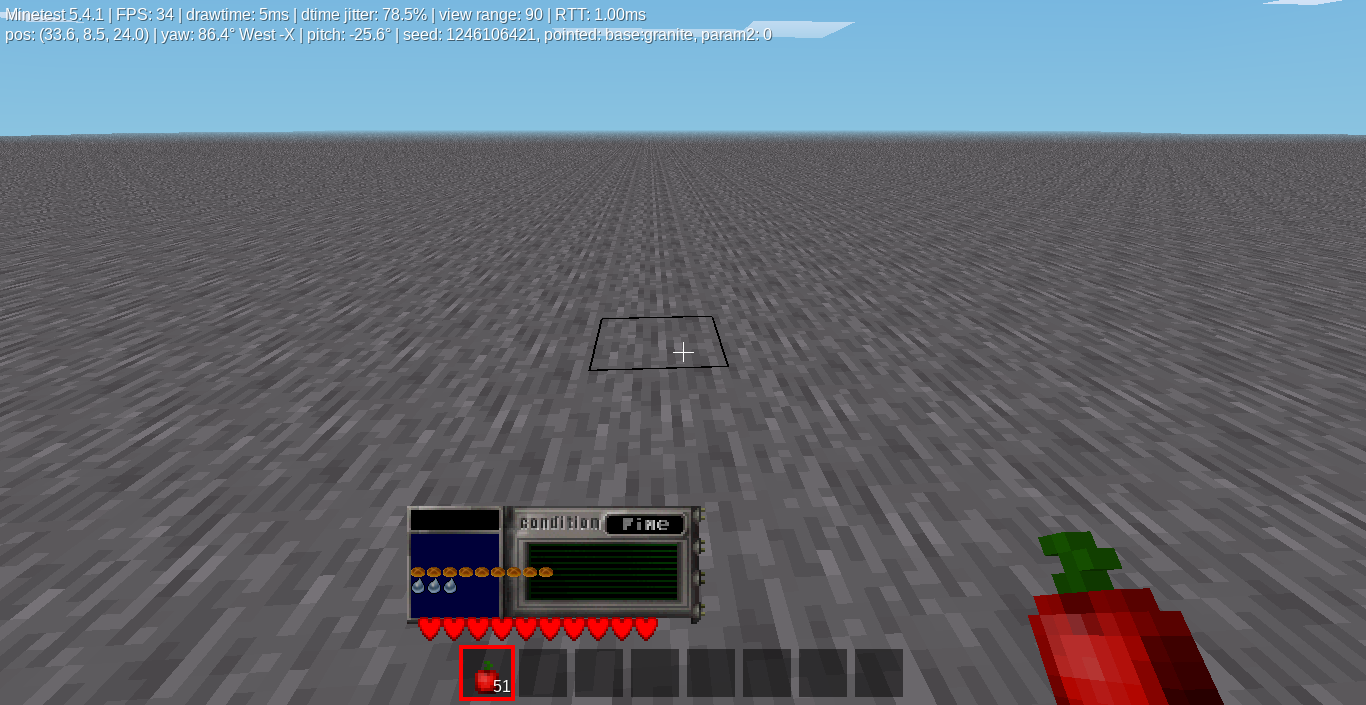 Minetest 5.4.1 | FPS: 34 | drawtime: 5ms | dtime jitter: 78.5% | view range: 90 | RTT: 1.00ms
pos: (33.6, 8.5, 24.0) | yaw: 86.4° West -X | pitch: -25.6° | seed: 1246106421, pointed: base:granite, param2: 0
condition Fime
51